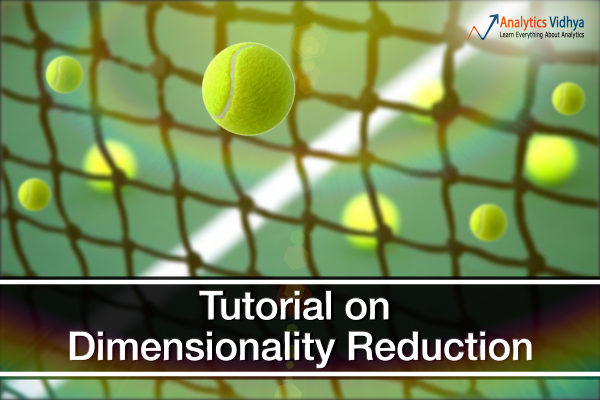 Analytics Vidhya
Learn Everything About Analytics
Tutorial on
Dimensionality Reduction